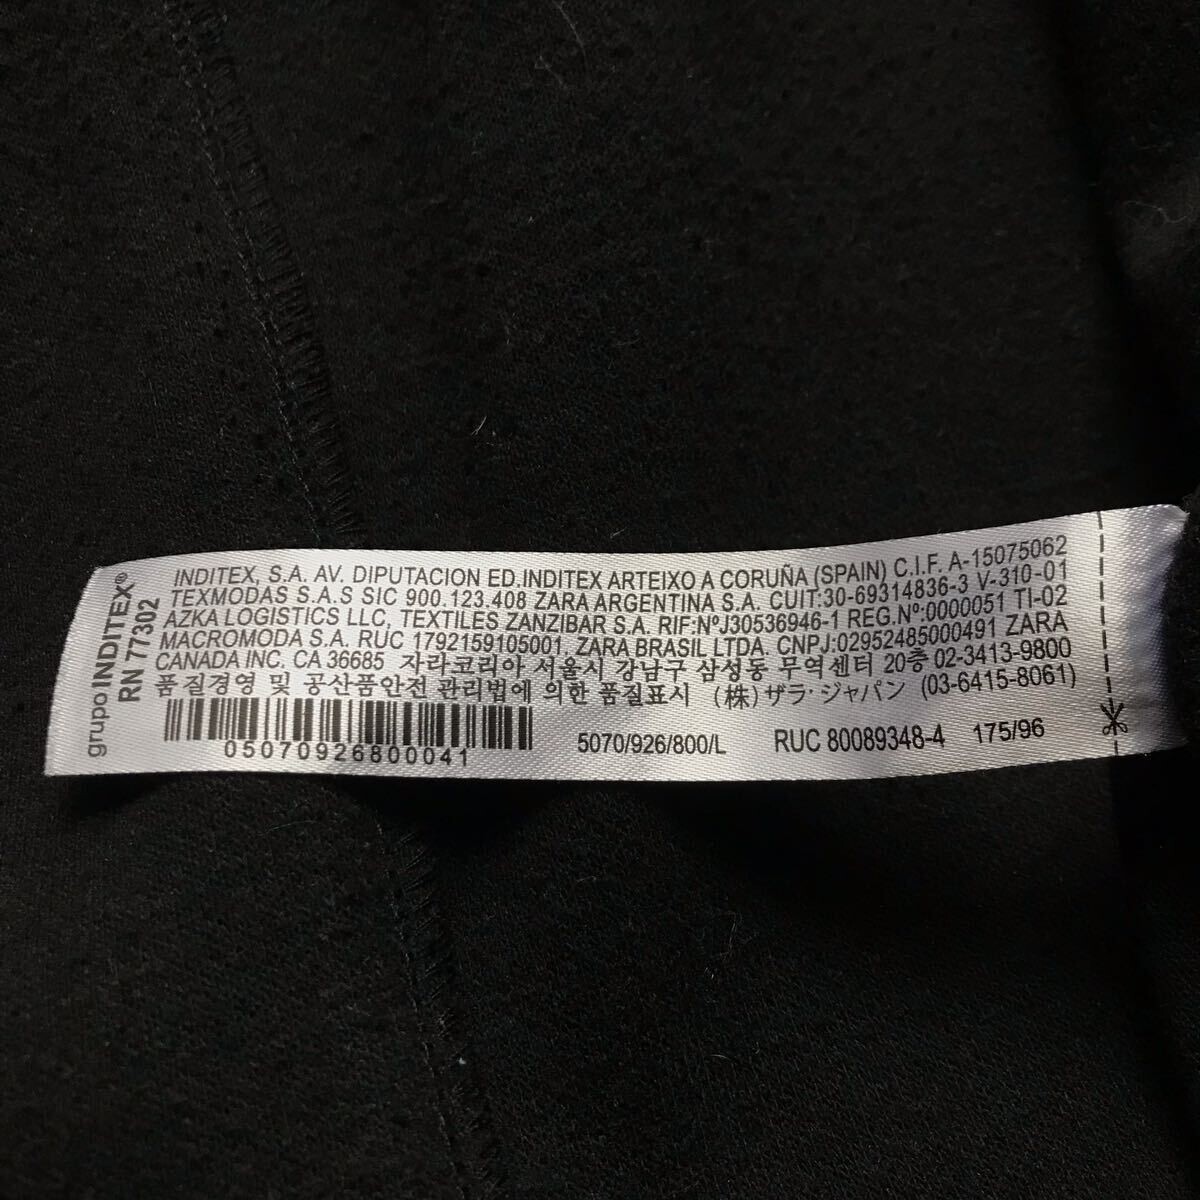 grupo INDITEX®
RN 77302
INDITEX, S.A. AV. DIPUTACION ED.INDITEX ARTEIXO A CORUÑA (SPAIN) C.I.F. A-15075062
TEXMODAS S.A.S SIC 900.123.408 ZARA ARGENTINA S.A. CUIT:30-69314836-3 V-310-01
AZKA LOGISTICS LLC, TEXTILES ZANZIBAR S.A. RIF:NºJ30536946-1 REG.Nº:0000051 TI-02
MACROMODA S.A. RUC 1792159105001, ZARA BRASIL LTDA. CNPJ:02952485000491 ZARA
CANADA INC. CA 36685 자라코리아 서울시 강남구 삼성동 무역센터 20층 02-3413-9800
품질경영 및 공산품안전 관리법에 의한 품질표시 (株)ザラ・ジャパン (03-6415-8061)
05070926800041 5070/926/800/L RUC 80089348-4 175/96